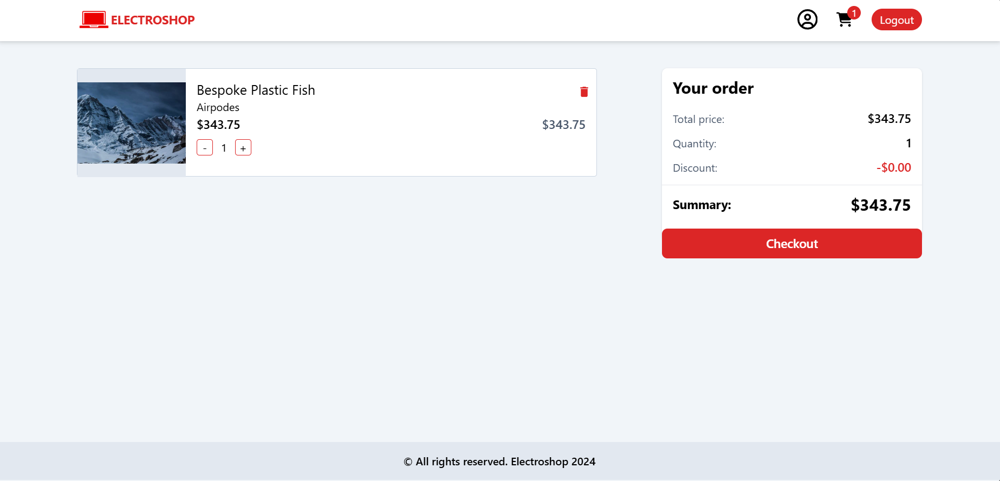 ELECTROSHOP
1
Logout
Bespoke Plastic Fish
Airpodes
$343.75
$343.75
- 1 +
Your order
Total price: $343.75
Quantity: 1
Discount: -$0.00
Summary: $343.75
Checkout
© All rights reserved. Electroshop 2024